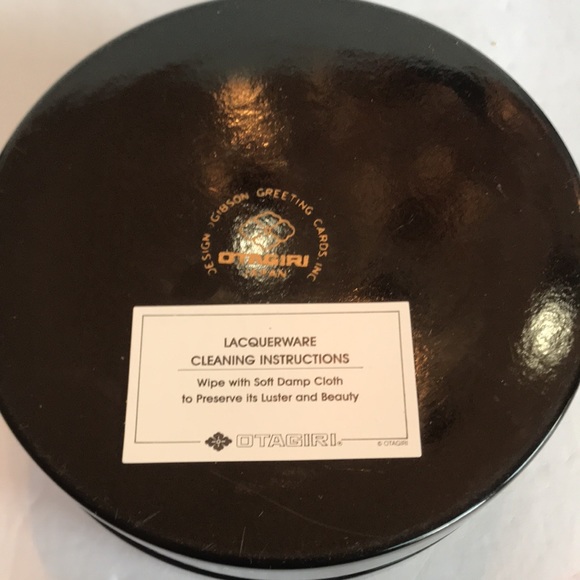 DESIGN GIBSON GREETING CARDS, INC
OTAGIRI
JAPAN
LACQUERWARE
CLEANING INSTRUCTIONS
Wipe with Soft Damp Cloth
to Preserve its Luster and Beauty
OTAGIRI®
© OTAGIRI